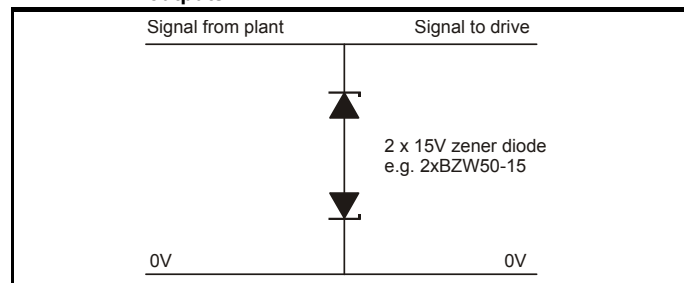 Signal from plant Signal to drive
2 x 15V zener diode
e.g. 2xBZW50-15
0V 0V